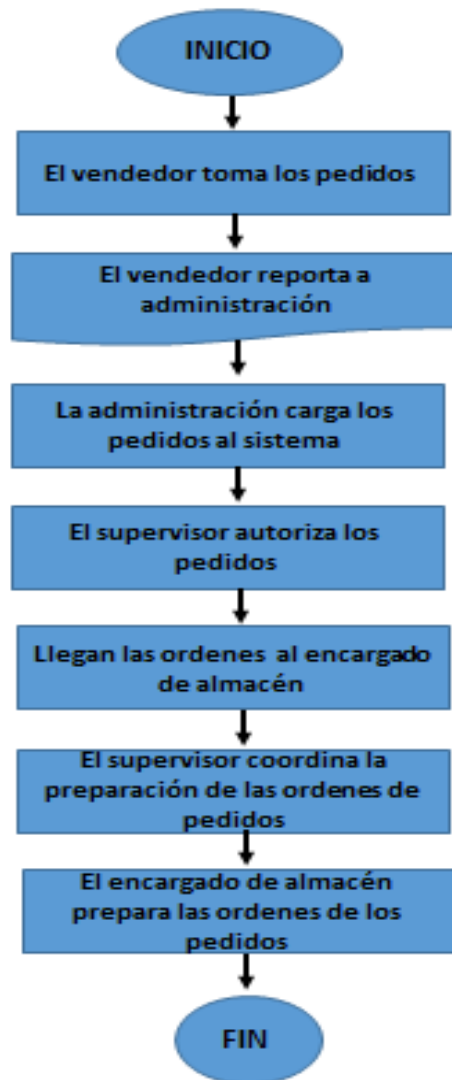 INICIO
El vendedor toma los pedidos
El vendedor reporta a
administración
La administración carga los
pedidos al sistema
El supervisor autoriza los
pedidos
Llegan las ordenes al encargado
de almacén
El supervisor coordina la
preparación de las ordenes de
pedidos
El encargado de almacén
prepara las ordenes de los
pedidos
FIN